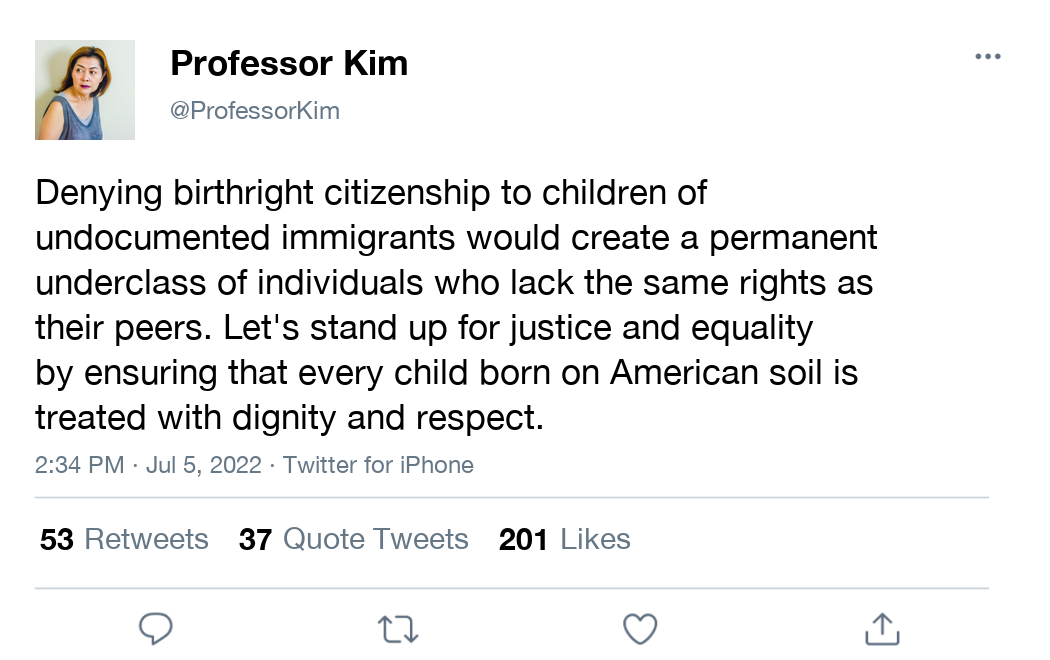 Professor Kim
@ProfessorKim
Denying birthright citizenship to children of
undocumented immigrants would create a permanent
underclass of individuals who lack the same rights as
their peers. Let's stand up for justice and equality
by ensuring that every child born on American soil is
treated with dignity and respect.
2:34 PM · Jul 5, 2022 · Twitter for iPhone
53 Retweets 37 Quote Tweets 201 Likes